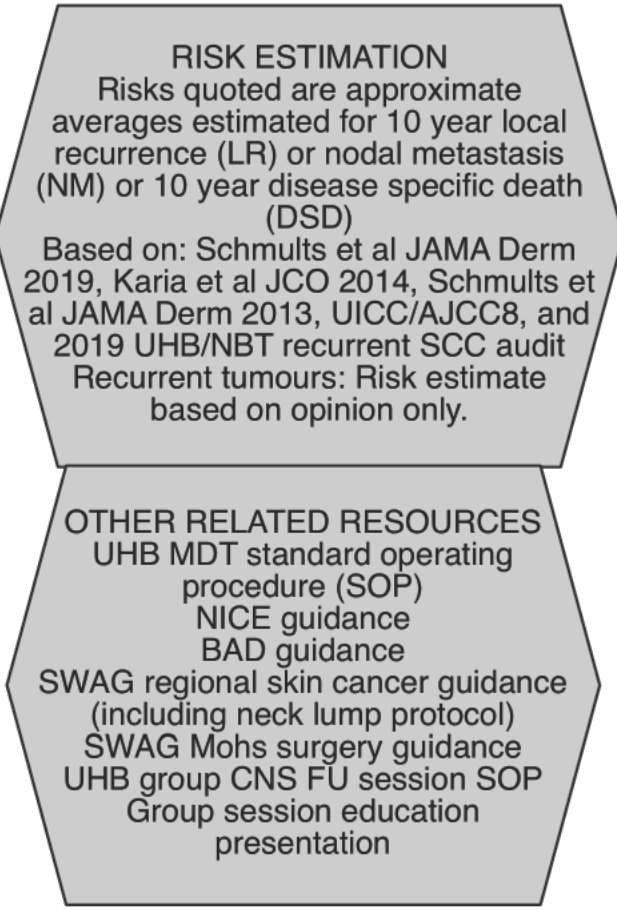 RISK ESTIMATION
Risks quoted are approximate
averages estimated for 10 year local
recurrence (LR) or nodal metastasis
(NM) or 10 year disease specific death
(DSD)
Based on: Schmults et al JAMA Derm
2019, Karia et al JCO 2014, Schmults et
al JAMA Derm 2013, UICC/AJCC8, and
2019 UHB/NBT recurrent SCC audit
Recurrent tumours: Risk estimate
based on opinion only.
OTHER RELATED RESOURCES
UHB MDT standard operating
procedure (SOP)
NICE guidance
BAD guidance
SWAG regional skin cancer guidance
(including neck lump protocol)
SWAG Mohs surgery guidance
UHB group CNS FU session SOP
Group session education
presentation